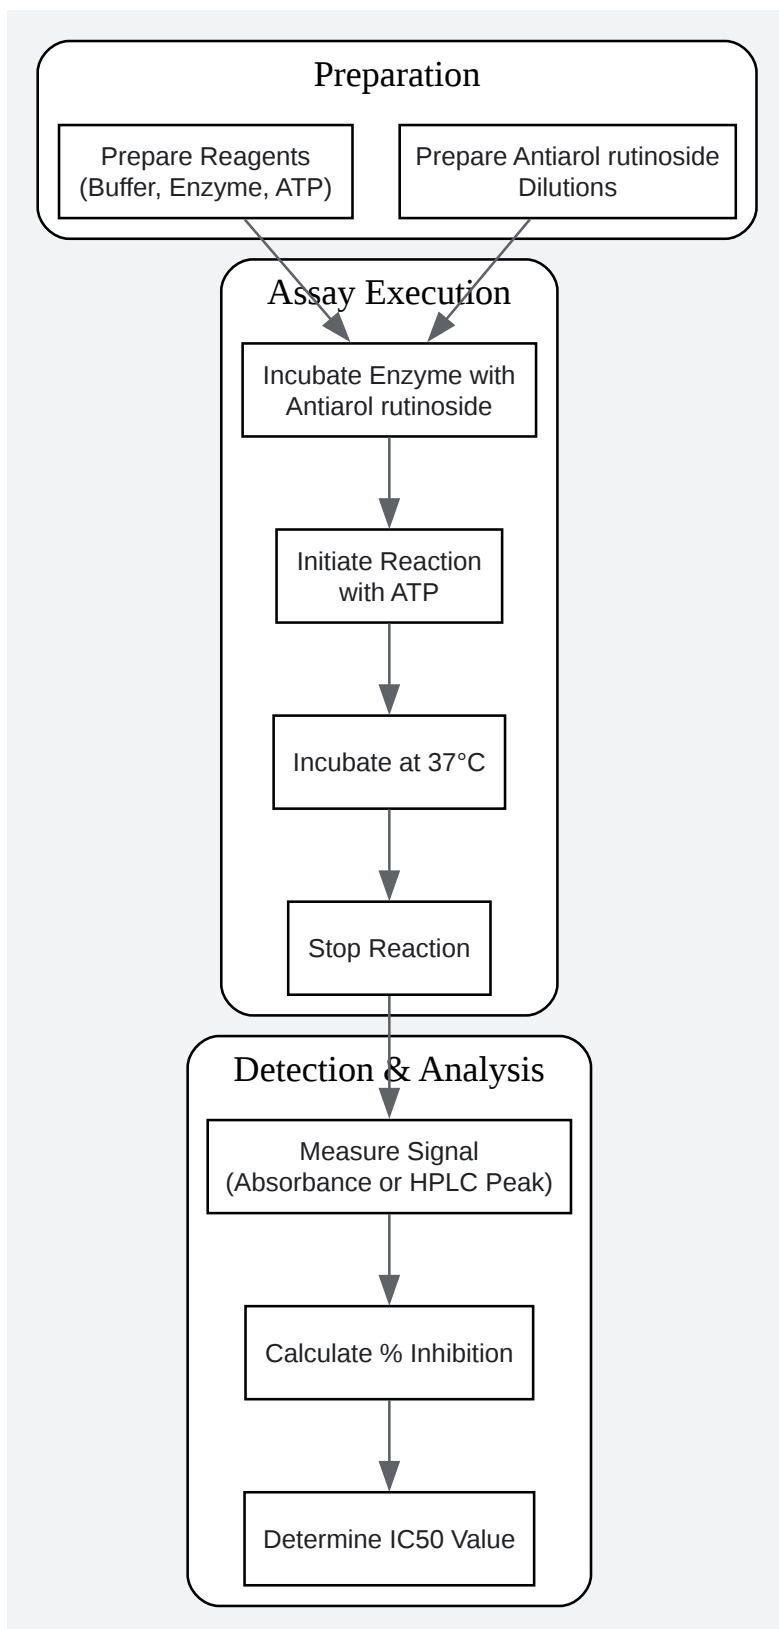 Preparation
Prepare Reagents
(Buffer, Enzyme, ATP)
Prepare Antiarol rutinoside
Dilutions
Assay Execution
Incubate Enzyme with
Antiarol rutinoside
Initiate Reaction
with ATP
Incubate at 37°C
Stop Reaction
Detection & Analysis
Measure Signal
(Absorbance or HPLC Peak)
Calculate % Inhibition
Determine IC50 Value